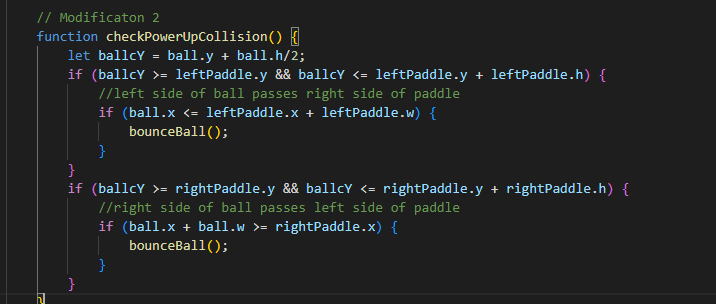 // Modificaton 2
function checkPowerUpCollision() {
let ballcY = ball.y + ball.h/2;
if (ballcY >= leftPaddle.y && ballcY <= leftPaddle.y + leftPaddle.h) {
//left side of ball passes right side of paddle
if (ball.x <= leftPaddle.x + leftPaddle.w) {
bounceBall();
}
}
if (ballcY >= rightPaddle.y && ballcY <= rightPaddle.y + rightPaddle.h) {
//right side of ball passes left side of paddle
if (ball.x + ball.w >= rightPaddle.x) {
bounceBall();
}
}
}